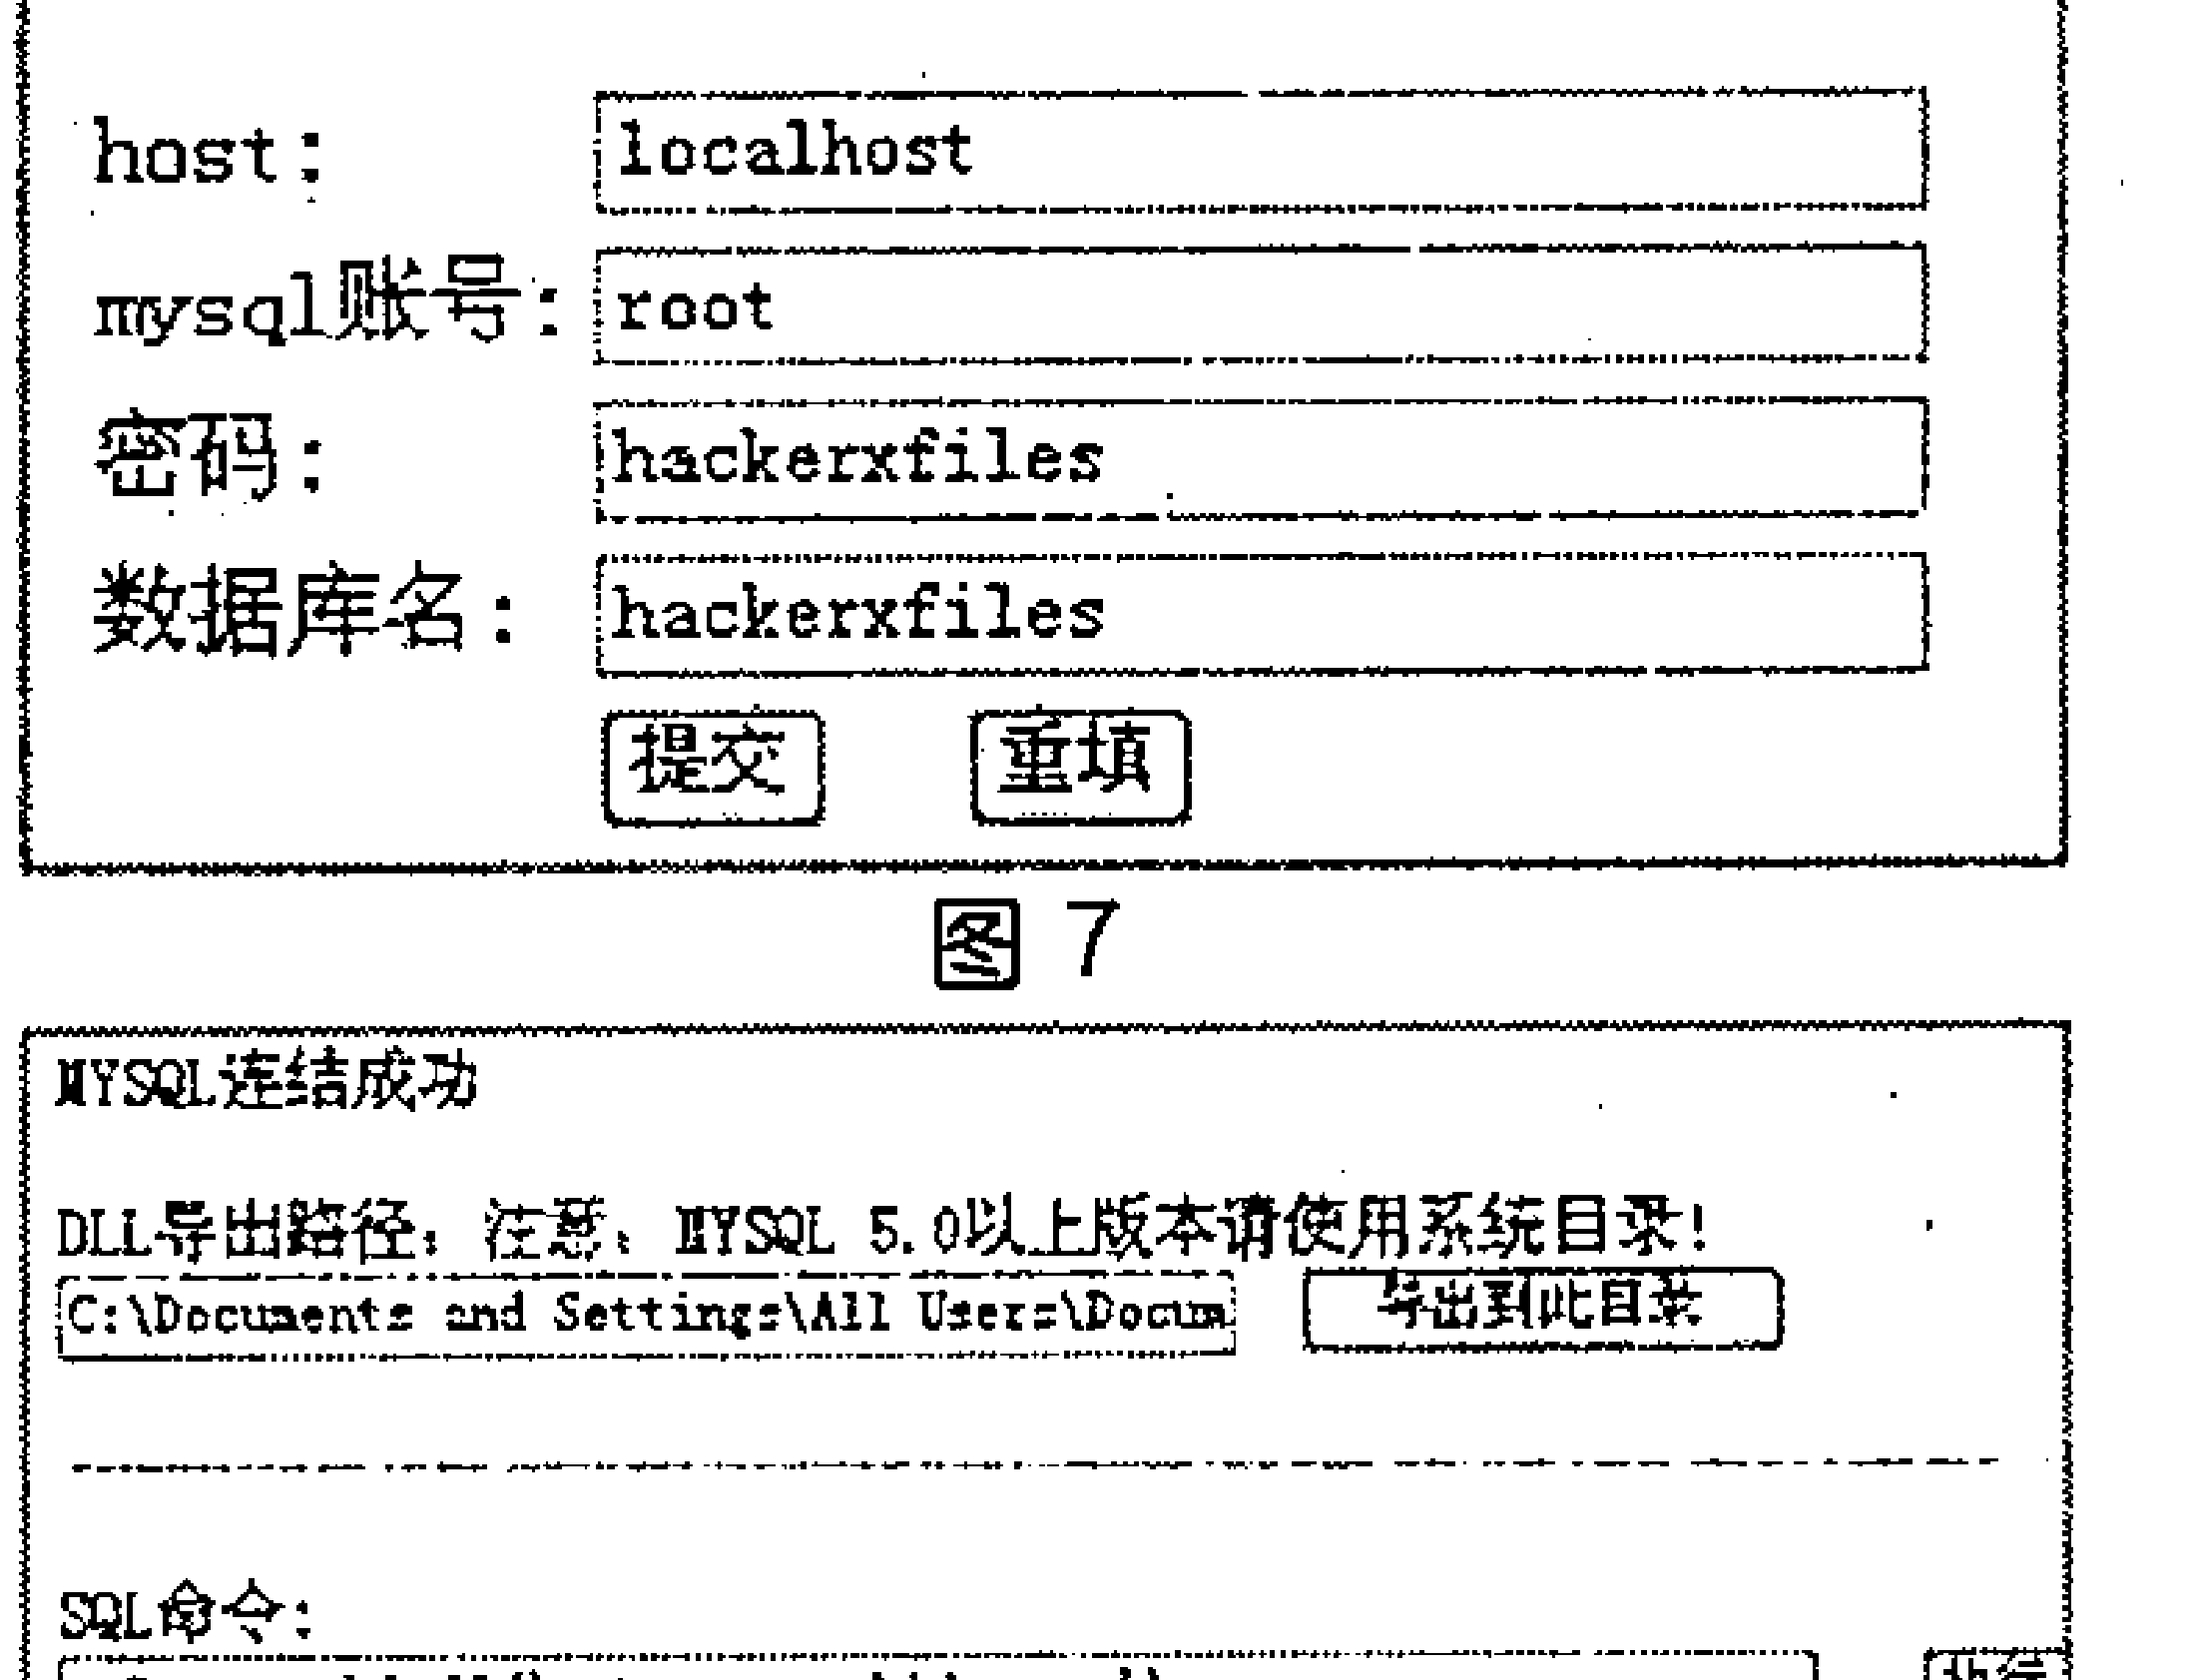 host: localhost
mysql账号: root
密码: hackerxfiles
数据库名: hackerxfiles
提交 重填
图 7
MYSQL连结成功
DLL导出路径: 注意: MYSQL 5.0以上版本请使用系统目录!
C:\Documents and Settings\All Users\Docum 导出到此目录
SQL命令:
执行